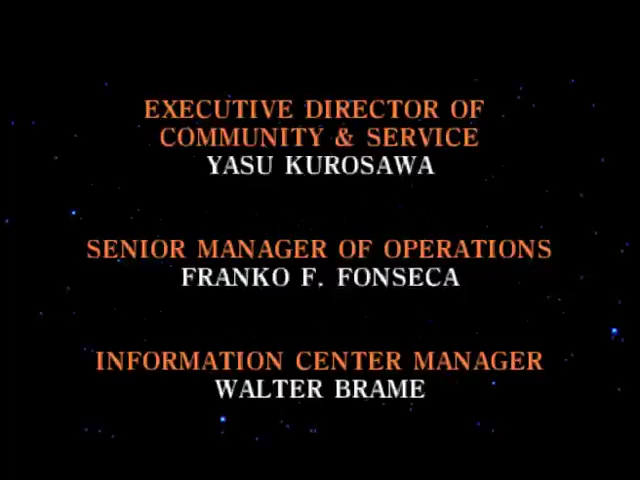 EXECUTIVE DIRECTOR OF
COMMUNITY & SERVICE
YASU KUROSAWA
SENIOR MANAGER OF OPERATIONS
FRANKO F. FONSECA
INFORMATION CENTER MANAGER
WALTER BRAME